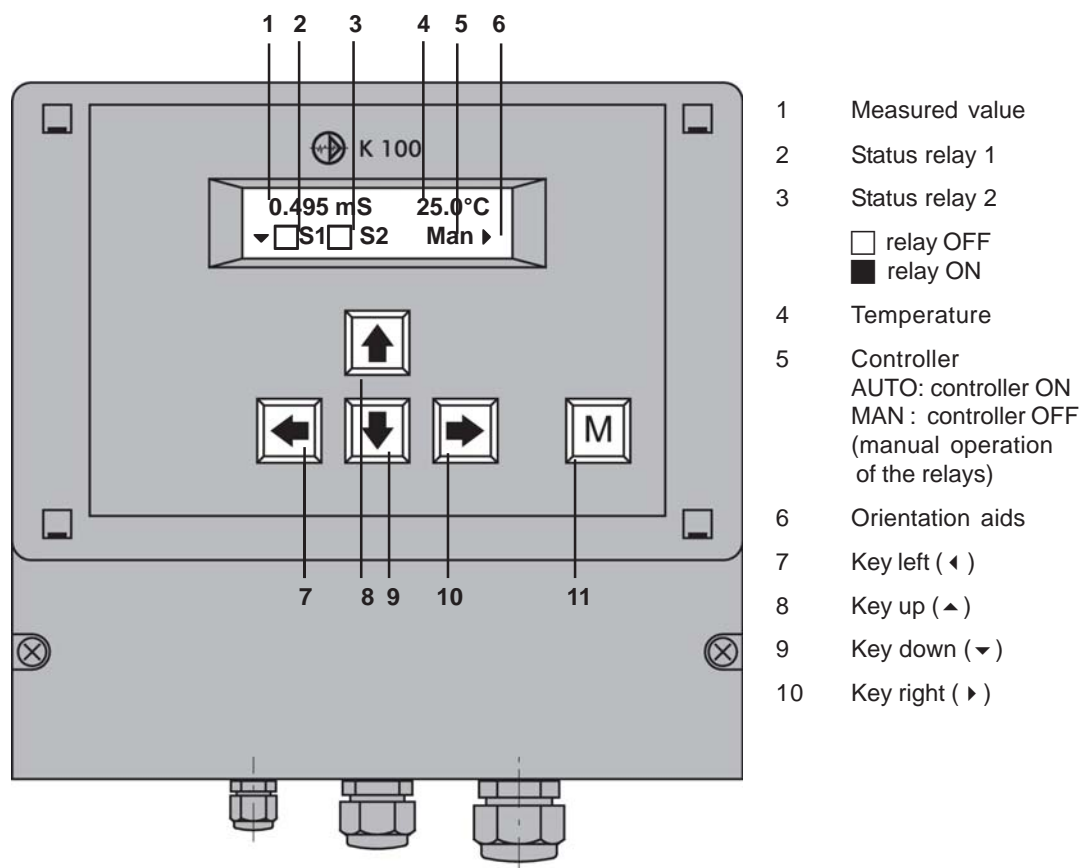 1 2 3 4 5 6
K 100
0.495 mS 25.0°C
▼ □ S1 □ S2 Man ▶
M
7 8 9 10 11
1 Measured value
2 Status relay 1
3 Status relay 2
□ relay OFF
■ relay ON
4 Temperature
5 Controller
AUTO: controller ON
MAN : controller OFF
(manual operation
of the relays)
6 Orientation aids
7 Key left ( ◀ )
8 Key up ( ▲ )
9 Key down ( ▼ )
10 Key right ( ▶ )